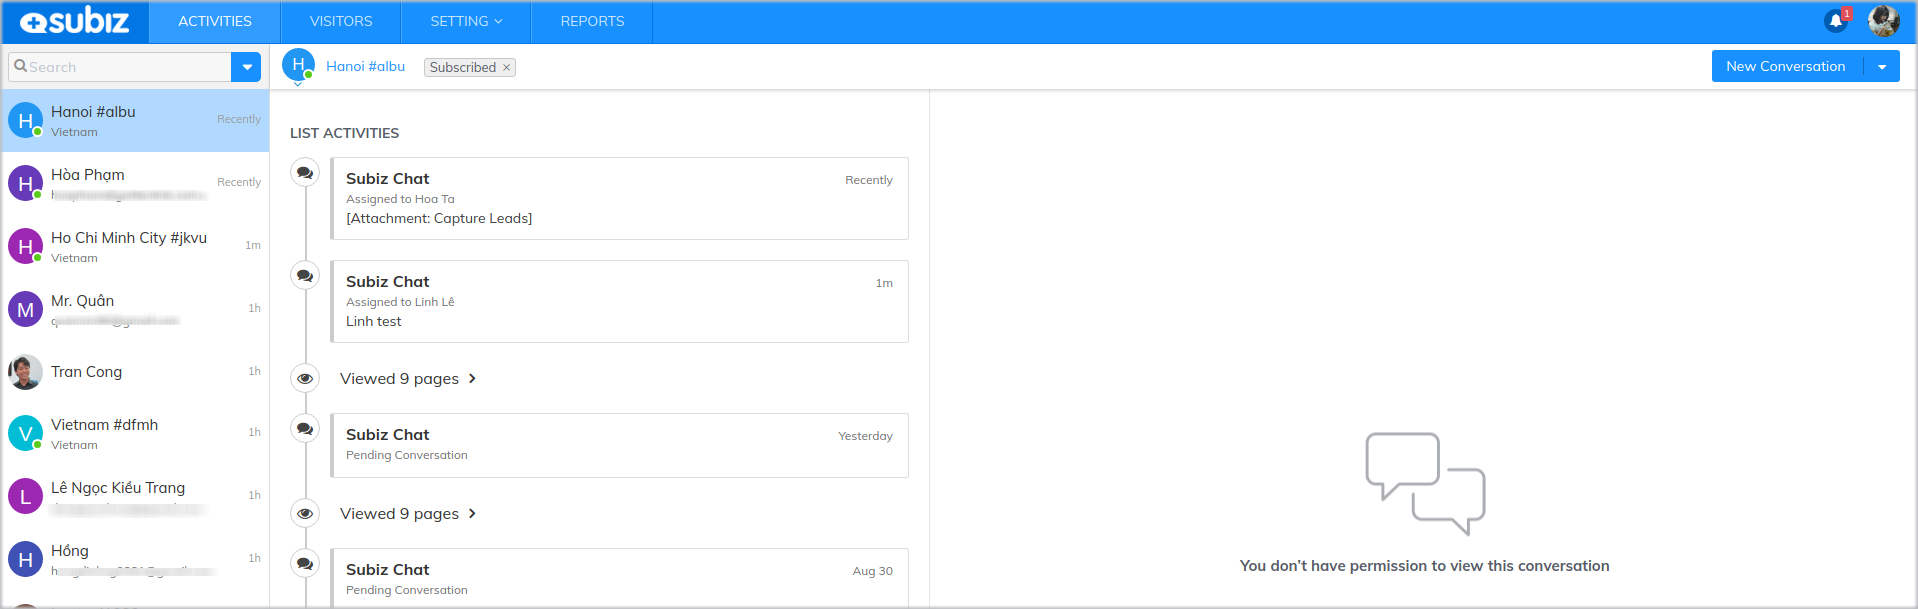 subiz
ACTIVITIES
VISITORS
SETTING
REPORTS
1
Search
H
Hanoi #albu
Subscribed ×
New Conversation
H
Hanoi #albu
Recently
Vietnam
H
Hòa Phạm
Recently
H
Ho Chi Minh City #jkvu
1m
Vietnam
M
Mr. Quân
1h
Tran Cong
1h
V
Vietnam #dfmh
1h
Vietnam
L
Lê Ngọc Kiều Trang
1h
H
Hồng
1h
LIST ACTIVITIES
Subiz Chat
Recently
Assigned to Hoa Ta
[Attachment: Capture Leads]
Subiz Chat
1m
Assigned to Linh Lê
Linh test
Viewed 9 pages
Subiz Chat
Yesterday
Pending Conversation
Viewed 9 pages
Subiz Chat
Aug 30
Pending Conversation
You don't have permission to view this conversation